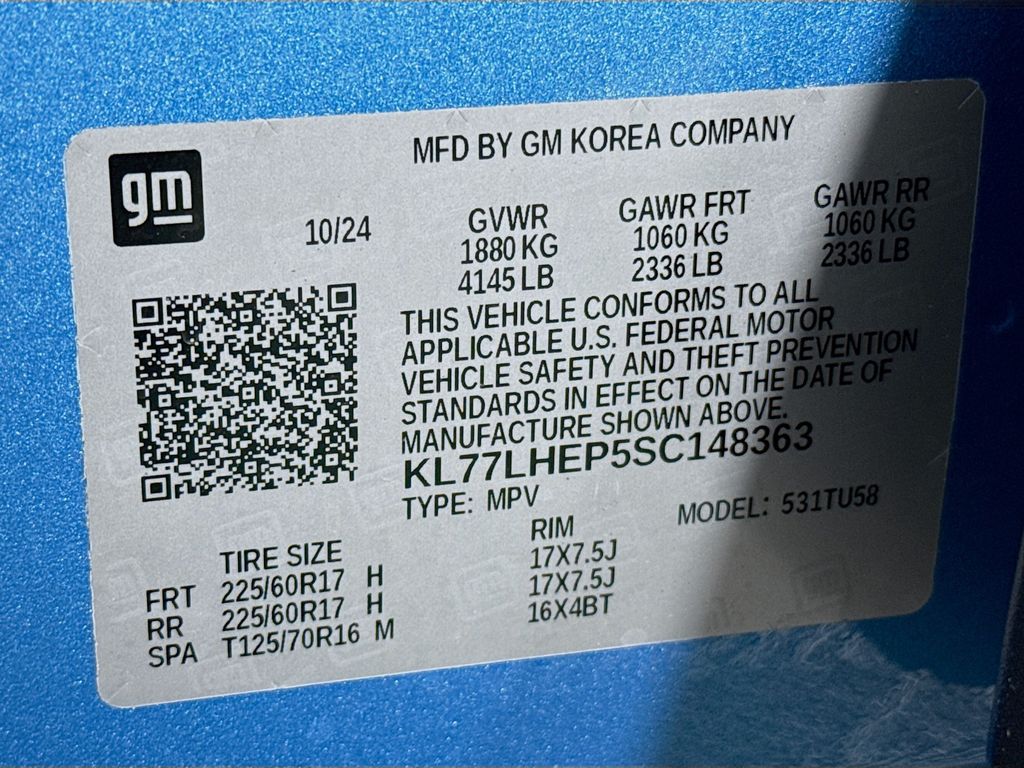 gm
MFD BY GM KOREA COMPANY
10/24
GVWR GAWR FRT GAWR RR
1880 KG 1060 KG 1060 KG
4145 LB 2336 LB 2336 LB
THIS VEHICLE CONFORMS TO ALL
APPLICABLE U.S. FEDERAL MOTOR
VEHICLE SAFETY AND THEFT PREVENTION
STANDARDS IN EFFECT ON THE DATE OF
MANUFACTURE SHOWN ABOVE.
KL77LHEP5SC148363
TYPE: MPV MODEL: 531TU58
TIRE SIZE RIM
FRT 225/60R17 H 17X7.5J
RR 225/60R17 H 17X7.5J
SPA T125/70R16 M 16X4BT